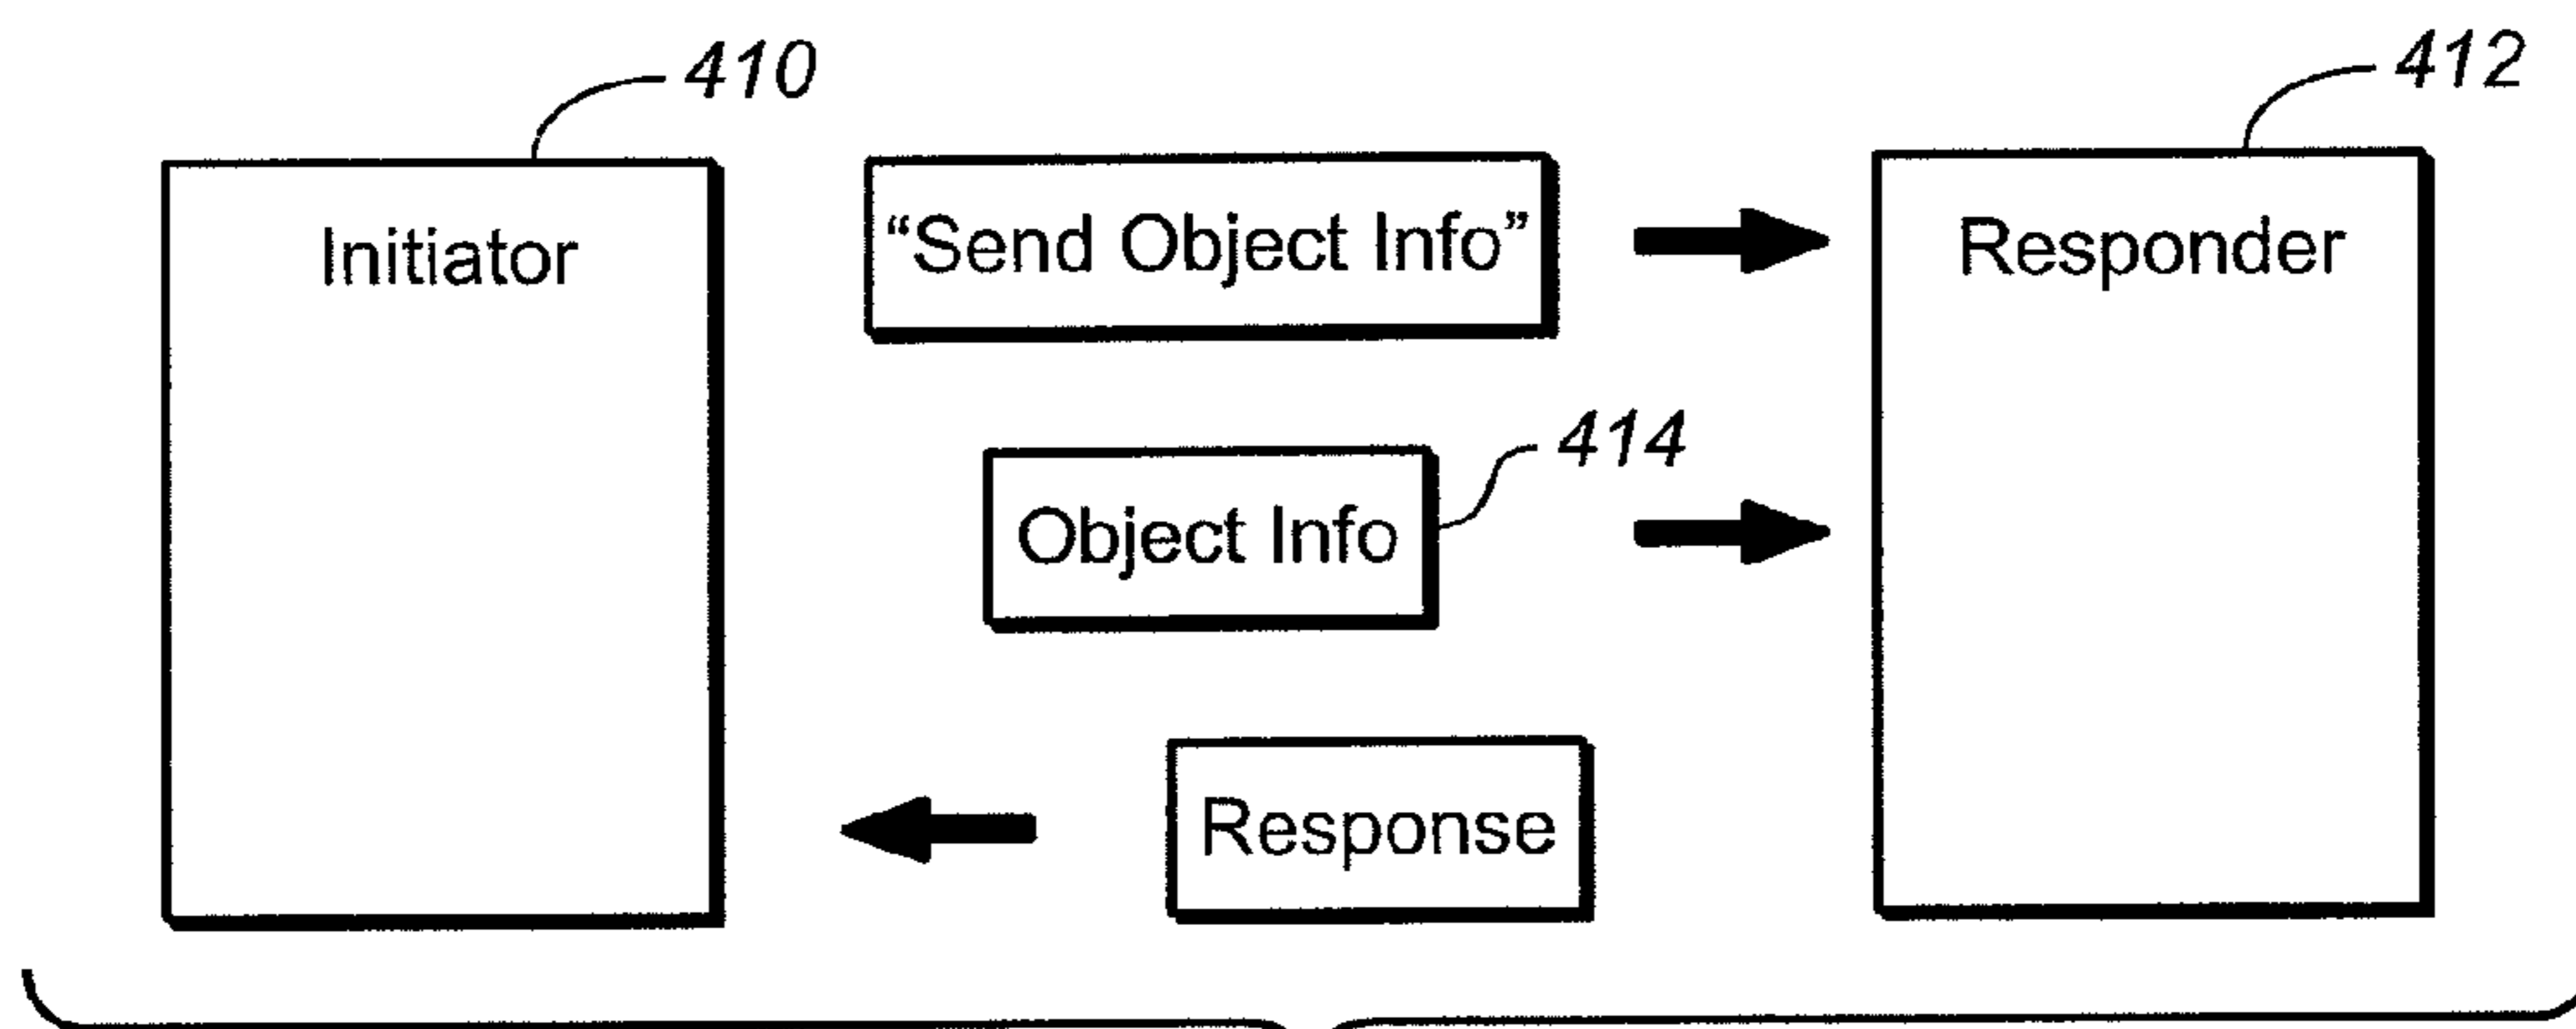 410
412
Initiator
“Send Object Info”
Responder
414
Object Info
Response